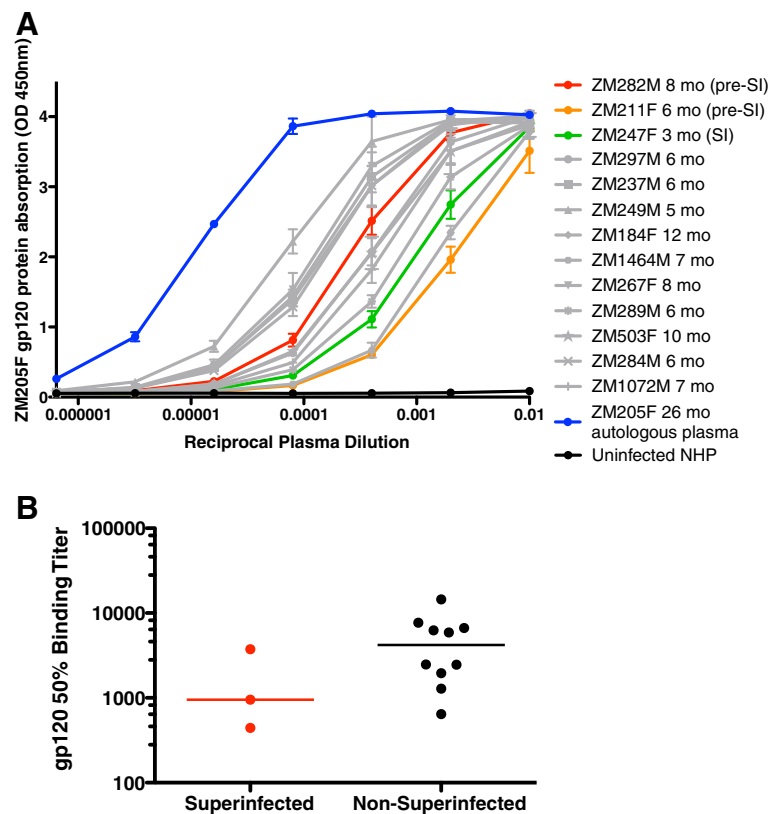 A
ZM205F gp120 protein absorption (OD 450nm)
4
3
2
1
0
0.000001
0.00001
0.0001
0.001
0.01
Reciprocal Plasma Dilution
ZM282M 8 mo (pre-SI)
ZM211F 6 mo (pre-SI)
ZM247F 3 mo (SI)
ZM297M 6 mo
ZM237M 6 mo
ZM249M 5 mo
ZM184F 12 mo
ZM1464M 7 mo
ZM267F 8 mo
ZM289M 6 mo
ZM503F 10 mo
ZM284M 6 mo
ZM1072M 7 mo
ZM205F 26 mo
autologous plasma
Uninfected NHP
B
gp120 50% Binding Titer
100000
10000
1000
100
Superinfected
Non-Superinfected